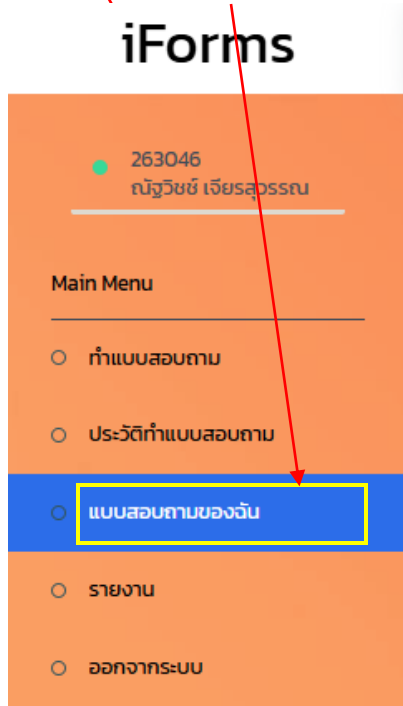 iForms
263046
ณัฐวิชช์ เจียรสุวรรณ
Main Menu
ทำแบบสอบถาม
ประวัติทำแบบสอบถาม
แบบสอบถามของฉัน
รายงาน
ออกจากระบบ